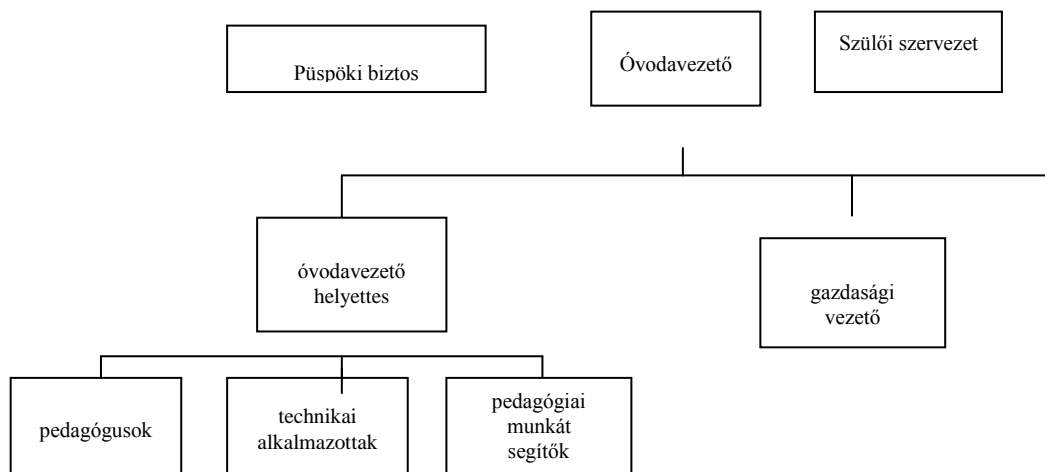 Püspöki biztos
Óvodavezető
Szülői szervezet
óvodavezető
helyettes
gazdasági
vezető
pedagógusok
technikai
alkalmazottak
pedagógiai
munkát
segítők